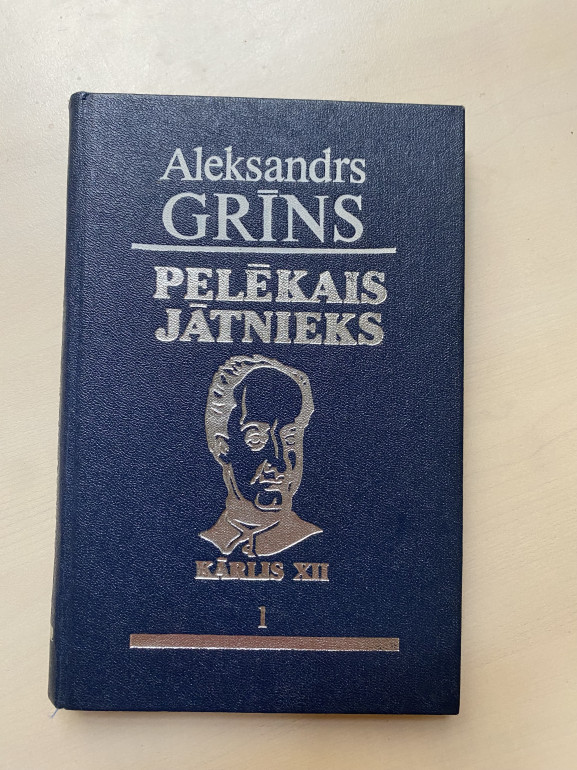 Aleksandrs
GRĪNS
PELĒKAIS
JĀTNIEKS
KĀRLIS XII
1